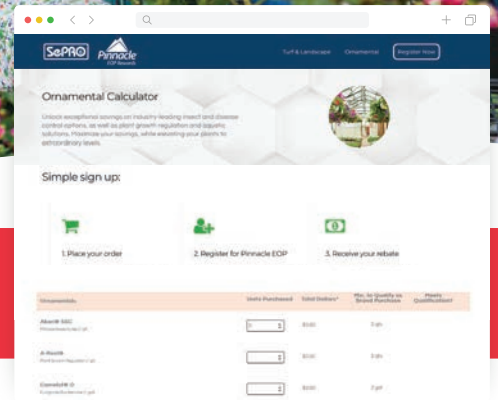 SePRO
Pinnacle
EOP Rewards
Turf & Landscape
Ornamental
Register Now
Ornamental Calculator
Unlock exceptional savings on industry-leading insect and disease
control options, as well as plant growth regulation and aquatic
solutions. Maximize your savings, while elevating your plants to
extraordinary levels.
Simple sign up:
1. Place your order
2. Register for Pinnacle EOP
3. Receive your rebate
Ornamentals
Units Purchased
Total Dollars*
Min. to Qualify as
Brand Purchase
Meets
Qualification?
$0.00
$0.00
$0.00